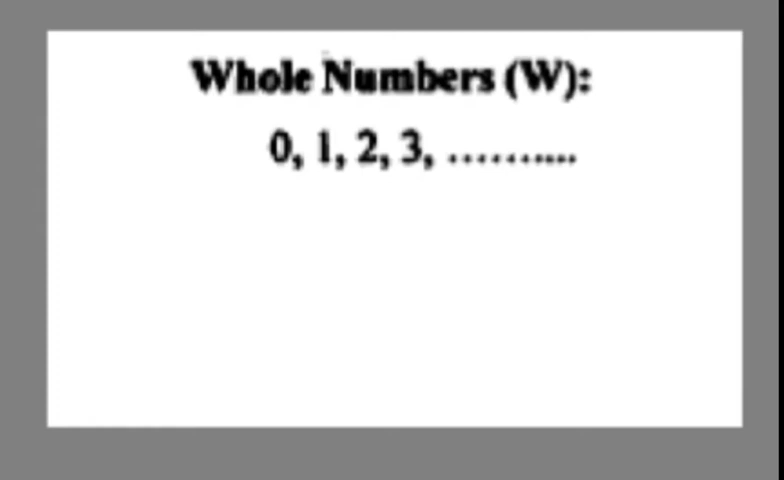 Whole Numbers (W):
0, 1, 2, 3, ..........